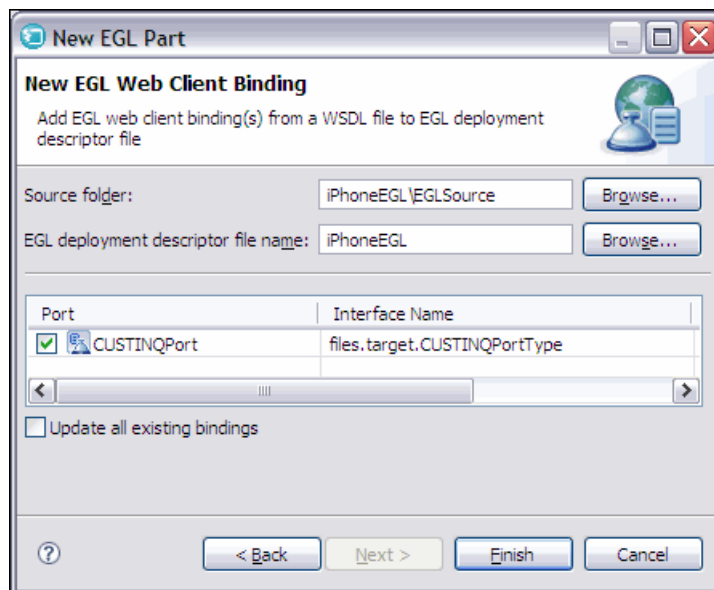 New EGL Part
New EGL Web Client Binding
Add EGL web client binding(s) from a WSDL file to EGL deployment
descriptor file
Source folder: iPhoneEGL\EGLSource Browse...
EGL deployment descriptor file name: iPhoneEGL Browse...
Port Interface Name
CUSTINQPort files.target.CUSTINQPortType
Update all existing bindings
? < Back Next > Finish Cancel